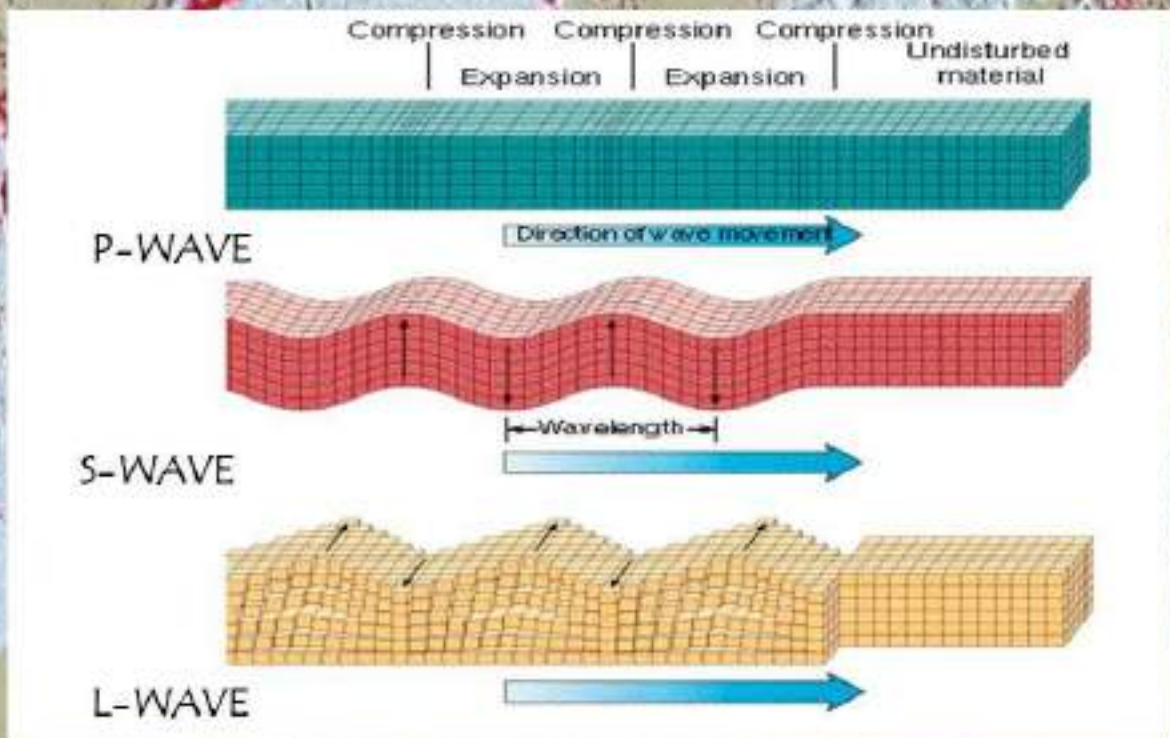 Compression Compression Compression
Expansion Expansion
Undisturbed
material
Direction of wave movement
P-WAVE
Wavelength
S-WAVE
L-WAVE